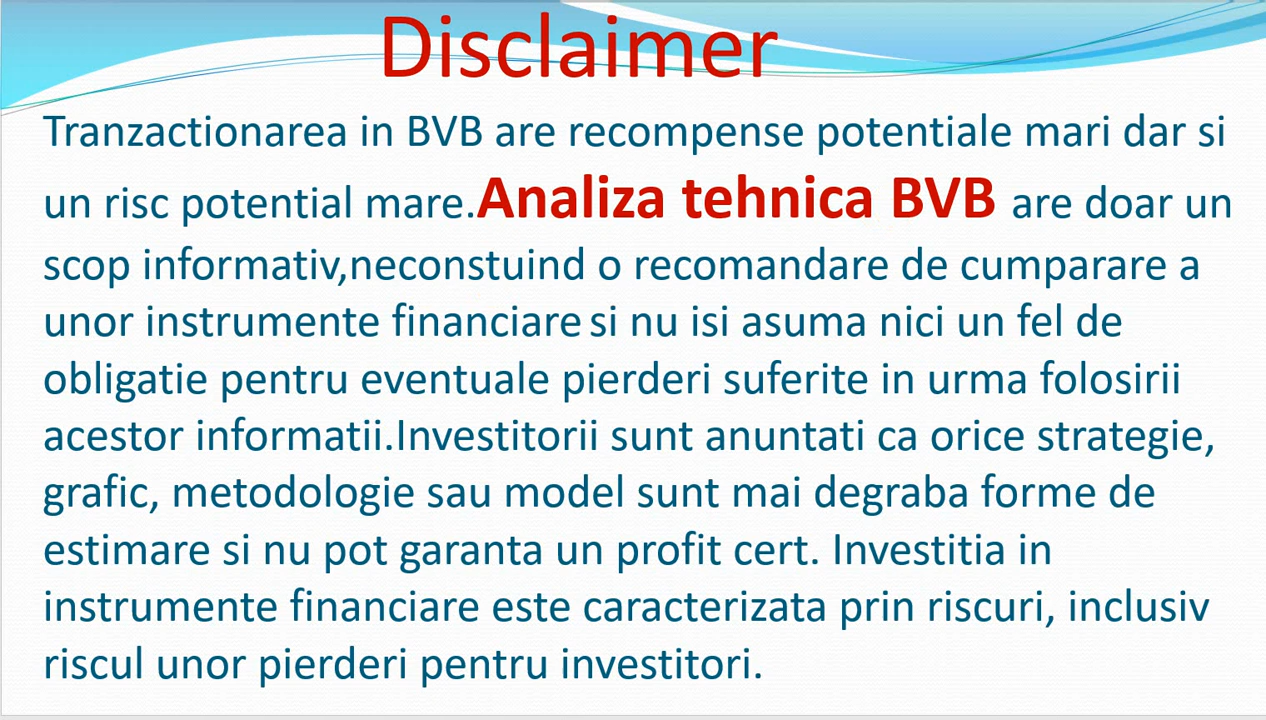 Disclaimer
Tranzactionarea in BVB are recompense potentiale mari dar si
un risc potential mare.Analiza tehnica BVB are doar un
scop informativ,neconstuind o recomandare de cumparare a
unor instrumente financiare si nu isi asuma nici un fel de
obligatie pentru eventuale pierderi suferite in urma folosirii
acestor informatii.Investitorii sunt anuntati ca orice strategie,
grafic, metodologie sau model sunt mai degraba forme de
estimare si nu pot garanta un profit cert. Investitia in
instrumente financiare este caracterizata prin riscuri, inclusiv
riscul unor pierderi pentru investitori.